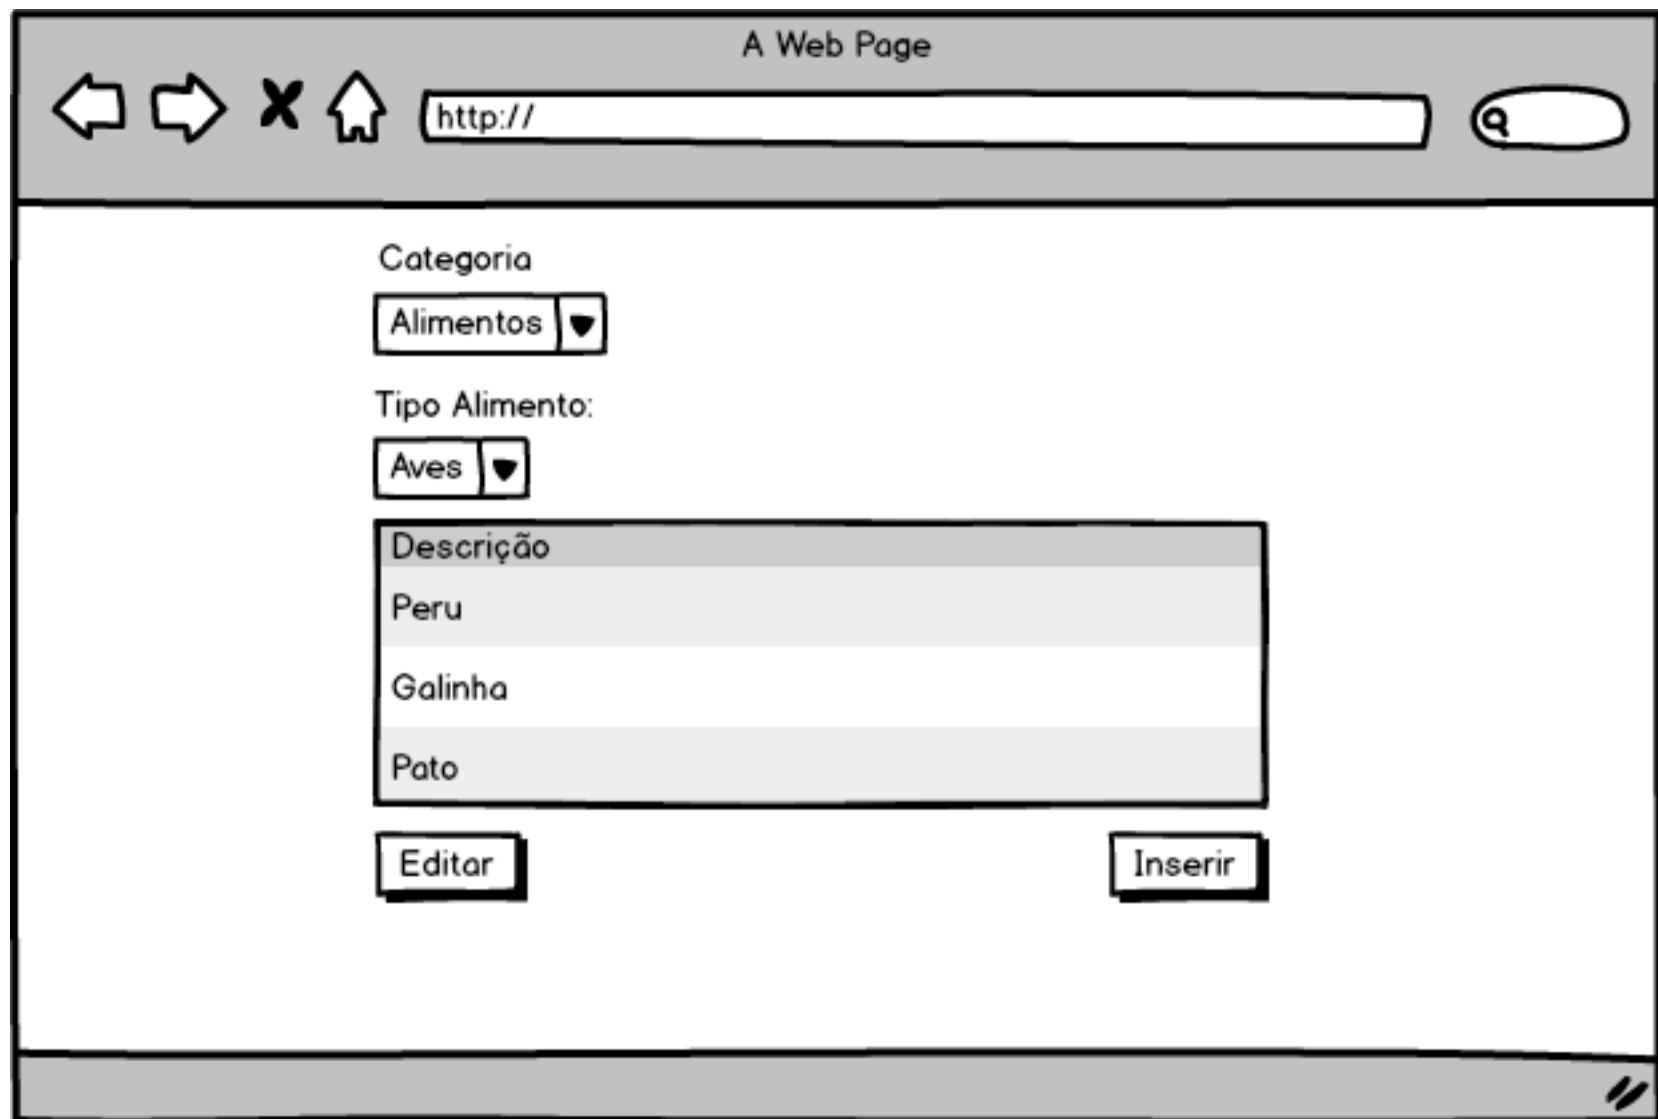 A Web Page
http://
Categoria
Alimentos
Tipo Alimento:
Aves
Descrição
Peru
Galinha
Pato
Editar
Inserir